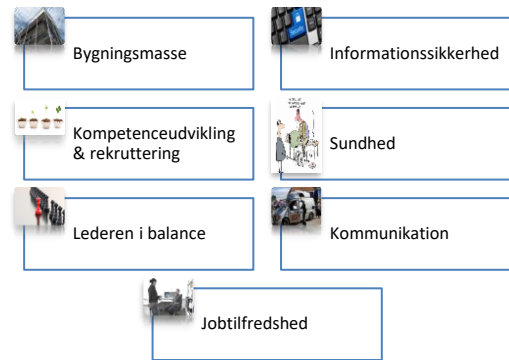 Bygningsmasse
Informationssikkerhed
Kompetenceudvikling
& rekruttering
Sundhed
Lederen i balance
Kommunikation
Jobtilfredshed